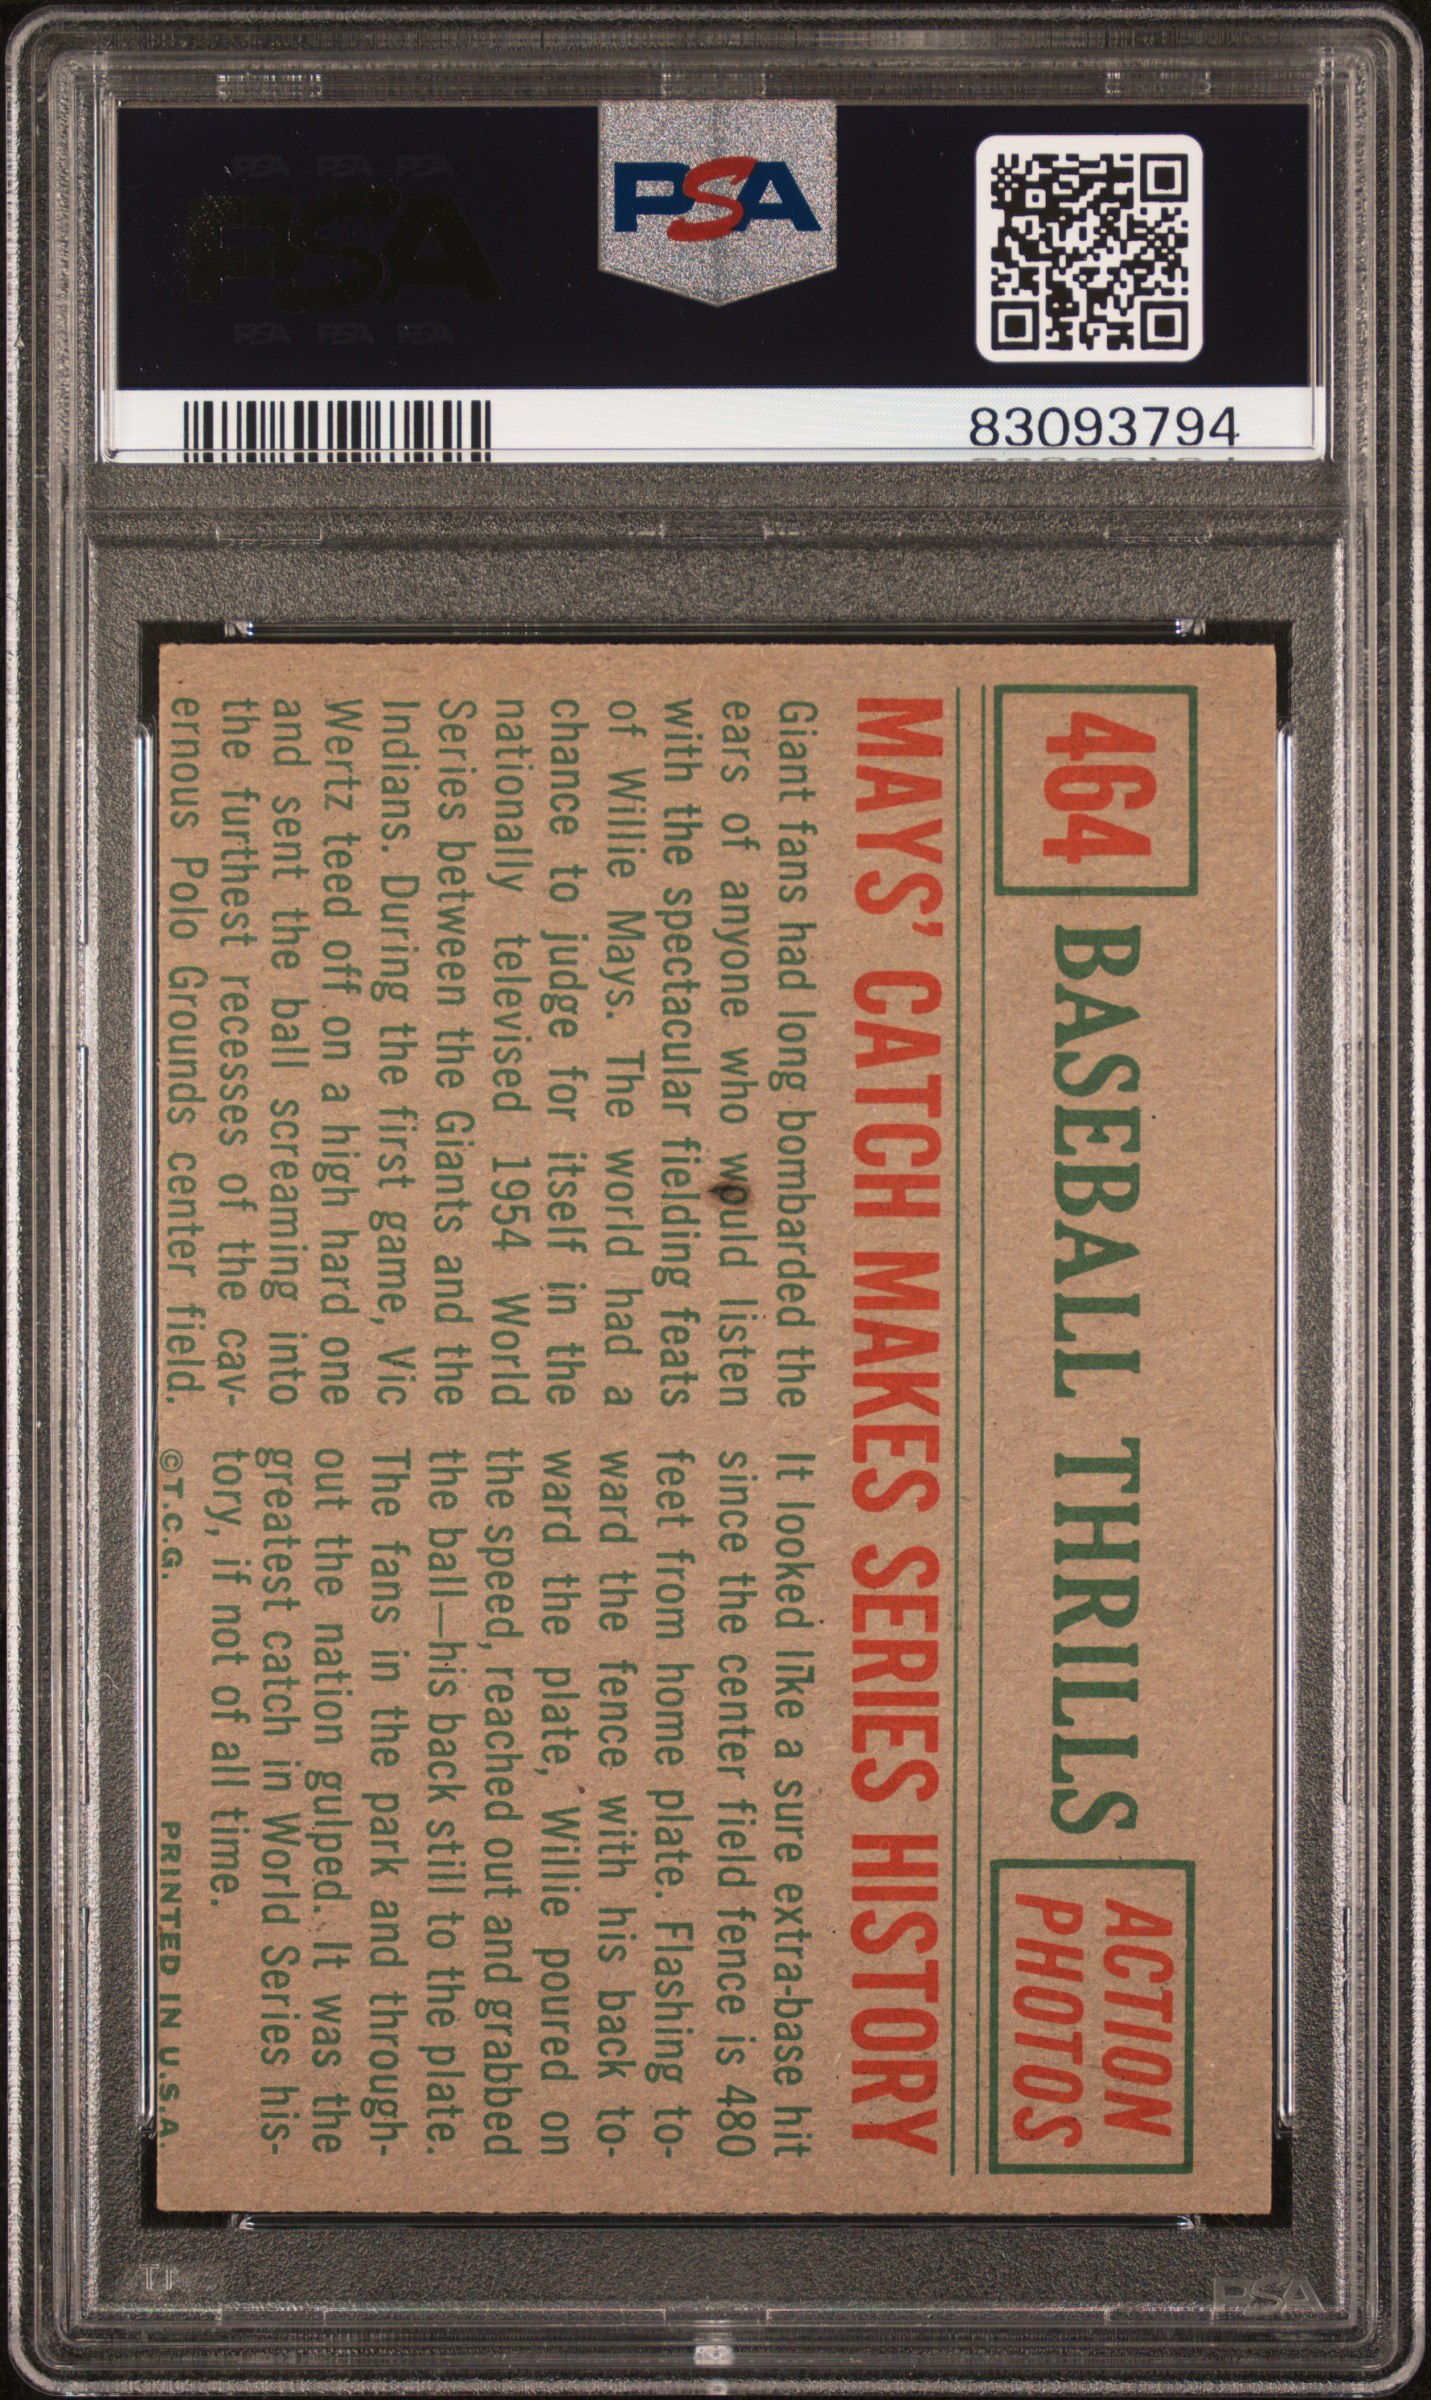 PSA PSA PSA
PSA
PSA PSA PSA
PSA
83093794
464
BASEBALL THRILLS
ACTION
PHOTOS
MAYS' CATCH MAKES SERIES HISTORY
Giant fans had long bombarded the
ears of anyone who would listen
with the spectacular fielding feats
of Willie Mays. The world had a
chance to judge for itself in the
nationally televised 1954 World
Series between the Giants and the
Indians. During the first game, Vic
Wertz teed off on a high hard one
and sent the ball screaming into
the furthest recesses of the cav-
ernous Polo Grounds center field.
It looked like a sure extra-base hit
since the center field fence is 480
feet from home plate. Flashing to-
ward the fence with his back to-
ward the plate, Willie poured on
the speed, reached out and grabbed
the ball—his back still to the plate.
The fans in the park and through-
out the nation gulped. It was the
greatest catch in World Series his-
tory, if not of all time.
©T.C.G.
PRINTED IN U.S.A.
PSA